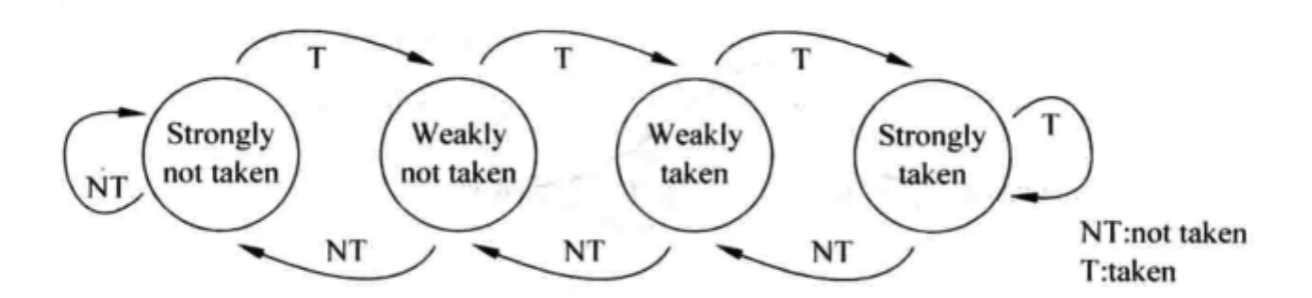 T
T
T
Strongly
not taken
Weakly
not taken
Weakly
taken
Strongly
taken
T
NT
NT
NT
NT
NT:not taken
T:taken